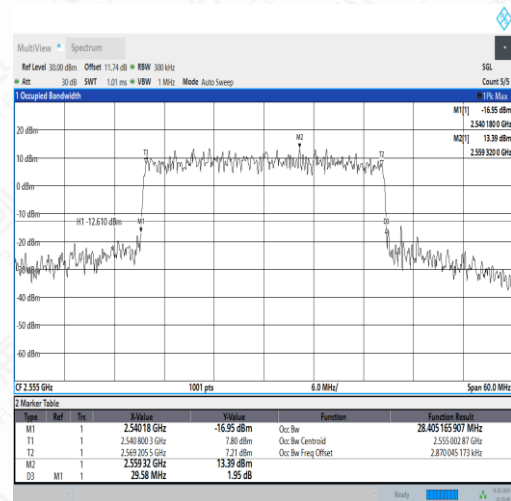 MultiView Spectrum
Ref Level 30.00 dBm Offset 11.74 dB RBW 300 kHz SGL
Att 30 dB SWT 1.01 ms VBW 1 MHz Mode Auto Sweep Count 5/5
1 Occupied Bandwidth 1Pk Max
M1[1] -16.95 dBm
2.540 180 0 GHz
M2[1] 13.39 dBm
2.559 320 0 GHz
20 dBm
M2
T1 T2
10 dBm
0 dBm
-10 dBm
H1 -12.610 dBm M1 D3
-20 dBm
-30 dBm
-40 dBm
-50 dBm
-60 dBm
CF 2.555 GHz 1001 pts 6.0 MHz/ Span 60.0 MHz
2 Marker Table
Type Ref Trc X-Value Y-Value Function Function Result
M1 1 2.540 18 GHz -16.95 dBm Occ Bw 28.405 165 907 MHz
T1 1 2.540 800 3 GHz 7.80 dBm Occ Bw Centroid 2.555 002 87 GHz
T2 1 2.569 205 5 GHz 7.21 dBm Occ Bw Freq Offset 2.870 045 173 kHz
M2 1 2.559 32 GHz 13.39 dBm
D3 M1 1 29.58 MHz 1.95 dB
Ready